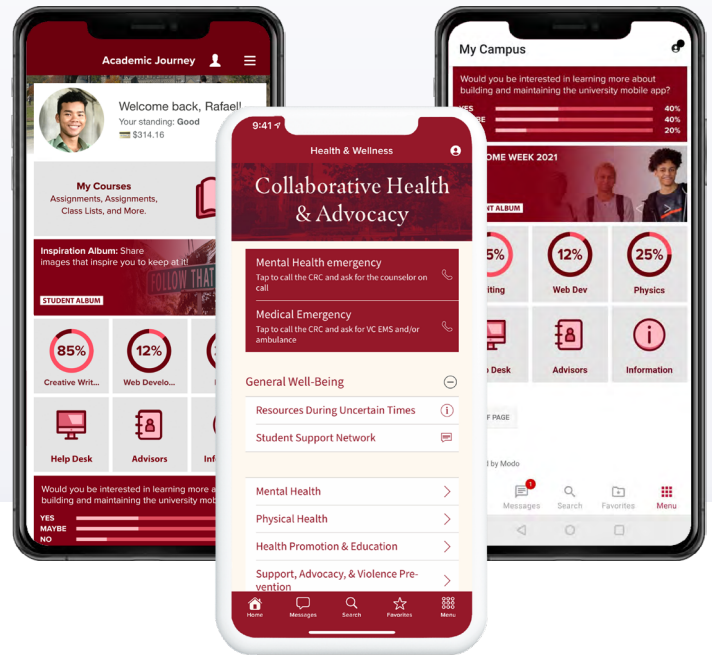 Academic Journey
Welcome back, Rafael!
Your standing: Good
$314.16
My Courses
Assignments, Assignments,
Class Lists, and More.
Inspiration Album: Share
images that inspire you to keep at it!
FOLLOW THAT
STUDENT ALBUM
85%
12%
Creative Writ...
Web Develo...
Help Desk
Advisors
Would you be interested in learning more
building and maintaining the university
YES
MAYBE
NO
9:41
Health & Wellness
Collaborative Health
& Advocacy
Mental Health emergency
Tap to call the CRC and ask for the counselor on
call
Medical Emergency
Tap to call the CRC and ask for VC EMS and/or
ambulance
General Well-Being
Resources During Uncertain Times
Student Support Network
Mental Health
Physical Health
Health Promotion & Education
Support, Advocacy, & Violence Pre-
vention
Home
Messages
Search
Favorites
Menu
My Campus
Would you be interested in learning more about
building and maintaining the university mobile app?
YES
40%
40%
20%
WEEK 2021
ALBUM
12%
25%
Web Dev
Physics
Desk
Advisors
Information
PAGE
by Modo
1
Messages
Search
Favorites
Menu